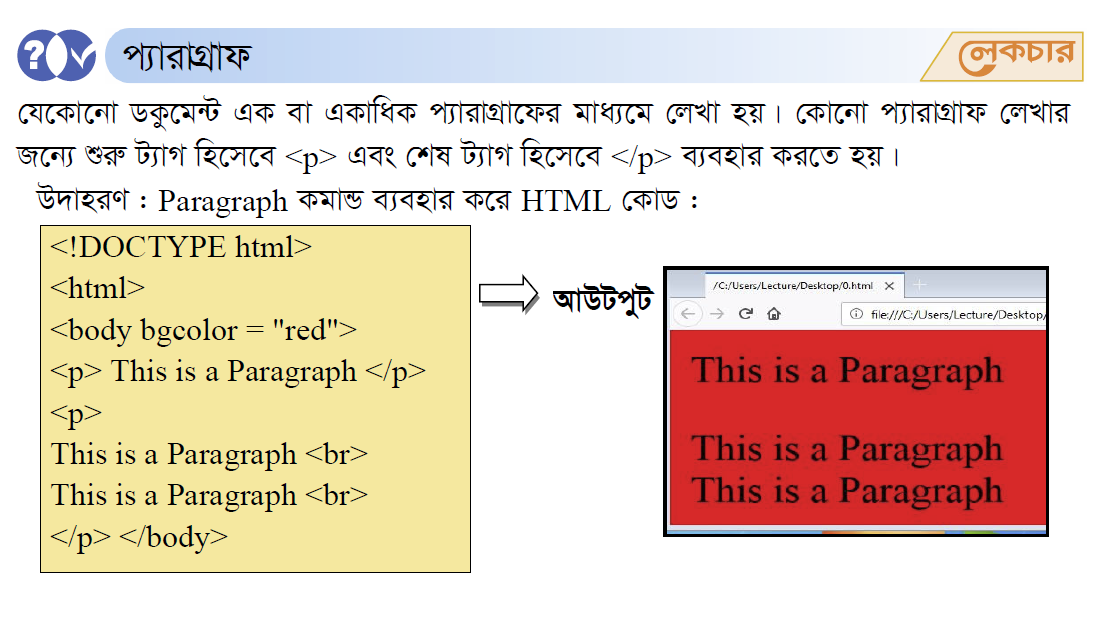 প্যারাগ্রাফ
লেকচার
যেকোনো ডকুমেন্ট এক বা একাধিক প্যারাগ্রাফের মাধ্যমে লেখা হয়। কোনো প্যারাগ্রাফ লেখার
জন্যে শুরু ট্যাগ হিসেবে <p> এবং শেষ ট্যাগ হিসেবে </p> ব্যবহার করতে হয়।
উদাহরণ : Paragraph কমান্ড ব্যবহার করে HTML কোড :
<!DOCTYPE html>
<html>
<body bgcolor = "red">
<p> This is a Paragraph </p>
<p>
This is a Paragraph <br>
This is a Paragraph <br>
</p> </body>
আউটপুট
/C:/Users/Lecture/Desktop/0.html
file:///C:/Users/Lecture/Desktop/
This is a Paragraph
This is a Paragraph
This is a Paragraph